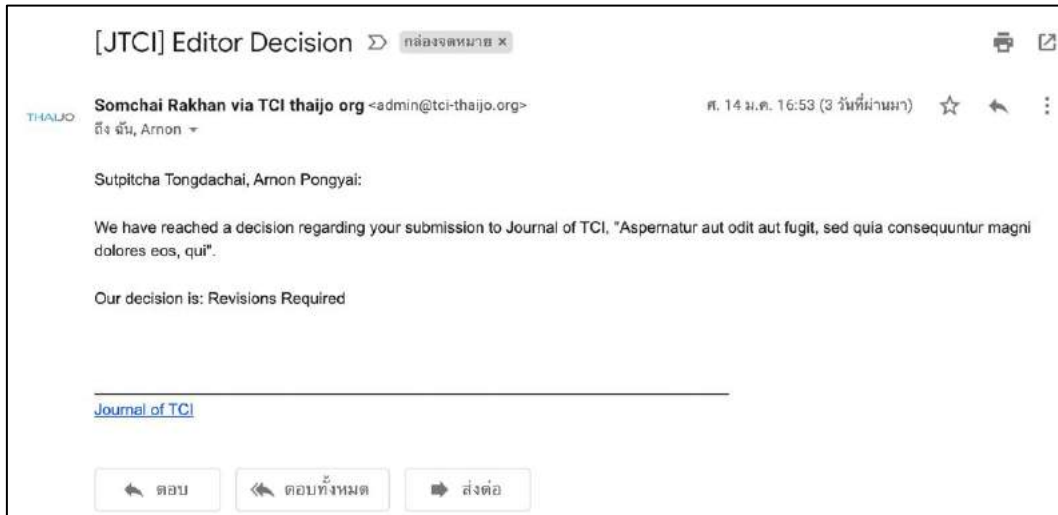 [JTCI] Editor Decision กล่องจดหมาย ×
Somchai Rakhan via TCI thaijo org <admin@tci-thaijo.org> ศ. 14 ม.ค. 16:53 (3 วันที่ผ่านมา)
THAIJO
ถึง ฉัน, Arnon
Sutpitcha Tongdachai, Arnon Pongyai:
We have reached a decision regarding your submission to Journal of TCI, "Aspernatur aut odit aut fugit, sed quia consequuntur magni
dolores eos, qui".
Our decision is: Revisions Required
Journal of TCI
ตอบ ตอบทั้งหมด ส่งต่อ